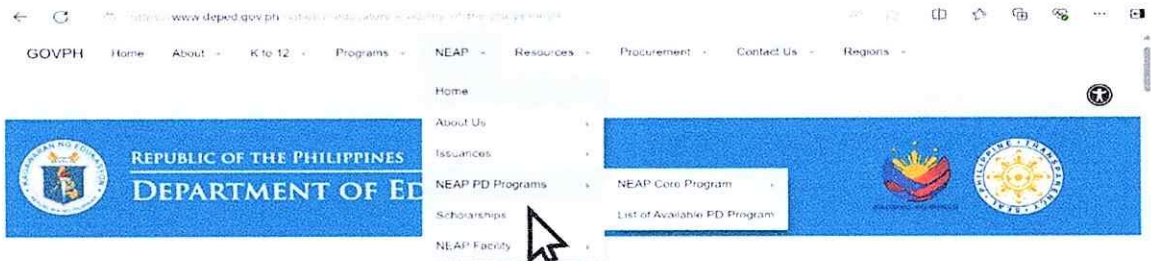 www.deped.gov.ph
GOVPH Home About K to 12 Programs NEAP Resources Procurement Contact Us Regions
Home
About Us
Issuances
NEAP PD Programs
Scholarships
NEAP Facility
NEAP Core Program
List of Available PD Program
REPUBLIC OF THE PHILIPPINES
DEPARTMENT OF ED